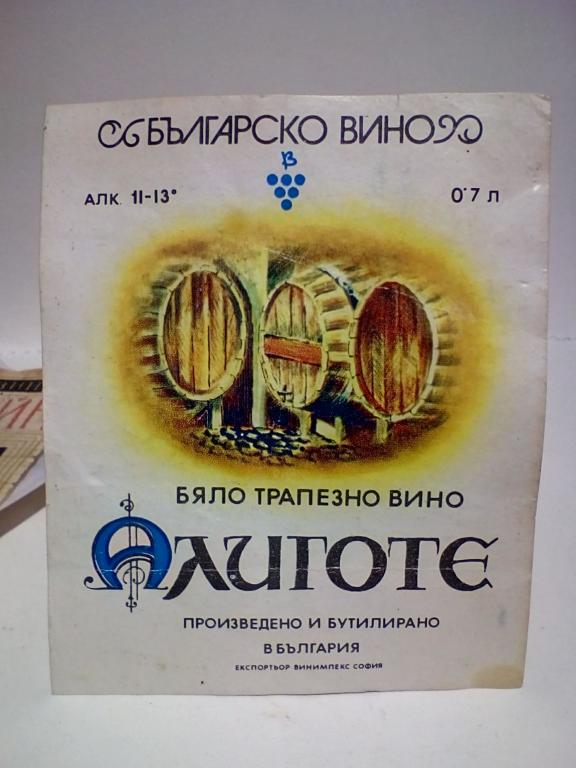 БЪЛГАРСКО ВИНО
В
АЛК. 11-13° 0'7 Л
БЯЛО ТРАПЕЗНО ВИНО
АЛИГОТЕ
ПРОИЗВЕДЕНО И БУТИЛИРАНО
В БЪЛГАРИЯ
ЕКСПОРТЬОР ВИНИМПЕКС СОФИЯ